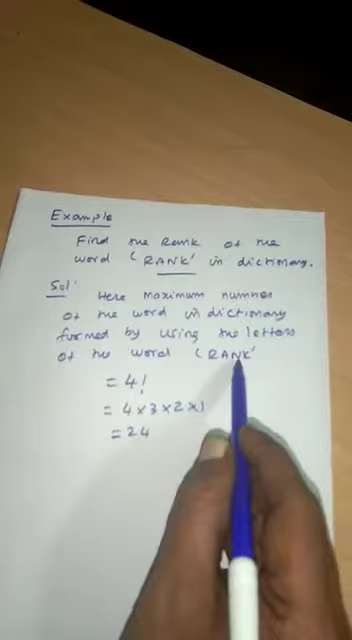 Example
Find the Rank of the
word 'RANK' in dictionary.
Sol:
Here maximum numner
of the word in dictionary
formed by using the letters
of the word 'RANK'
= 4!
= 4×3×2×1
= 24